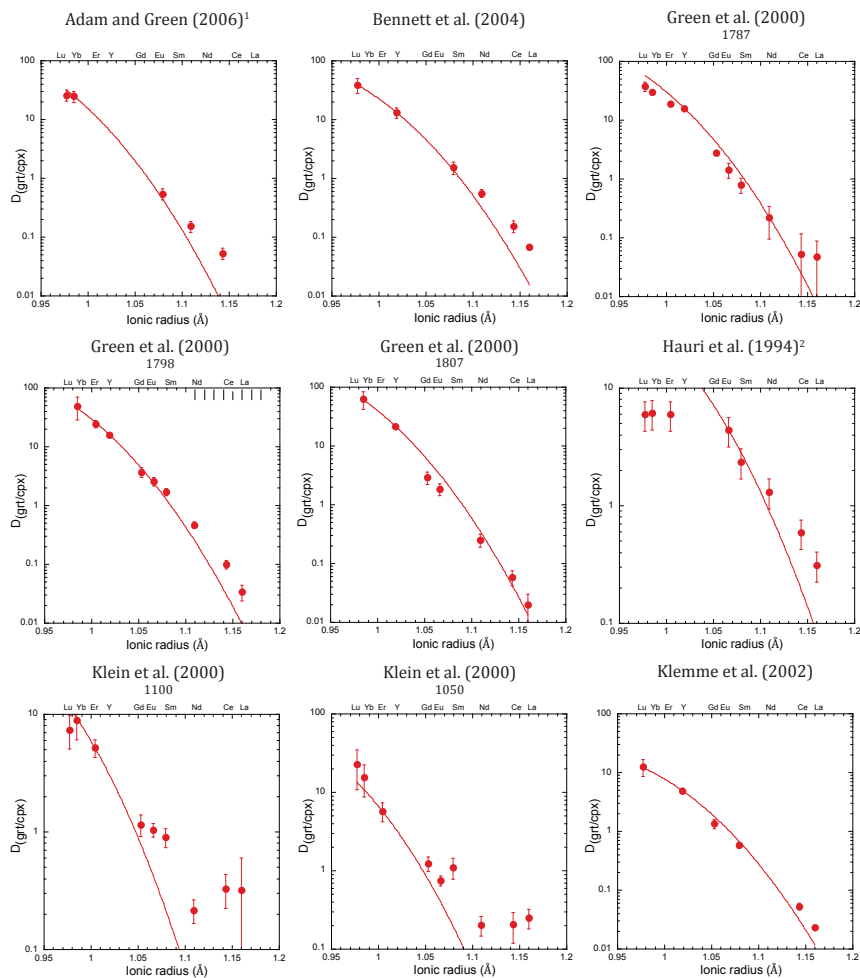 Adam and Green (2006)¹
Lu Yb Er Y Gd Eu Sm Nd Ce La
100
10
1
0.1
0.01
D(grt/cpx)
0.95 1 1.05 1.1 1.15 1.2
Ionic radius (Å)
Bennett et al. (2004)
Lu Yb Er Y Gd Eu Sm Nd Ce La
100
10
1
0.1
0.01
D(grt/cpx)
0.95 1 1.05 1.1 1.15 1.2
Ionic radius (Å)
Green et al. (2000)
1787
Lu Yb Er Y Gd Eu Sm Nd Ce La
100
10
1
0.1
0.01
D(grt/cpx)
0.95 1 1.05 1.1 1.15 1.2
Ionic radius (Å)
Green et al. (2000)
1798
Lu Yb Er Y Gd Eu Sm Nd Ce La
100
10
1
0.1
0.01
D(grt/cpx)
0.95 1 1.05 1.1 1.15 1.2
Ionic radius (Å)
Green et al. (2000)
1807
Lu Yb Er Y Gd Eu Sm Nd Ce La
100
10
1
0.1
0.01
D(grt/cpx)
0.95 1 1.05 1.1 1.15 1.2
Ionic radius (Å)
Hauri et al. (1994)²
Lu Yb Er Y Gd Eu Sm Nd Ce La
10
1
0.1
D(grt/cpx)
0.95 1 1.05 1.1 1.15 1.2
Ionic radius (Å)
Klein et al. (2000)
1100
Lu Yb Er Y Gd Eu Sm Nd Ce La
10
1
0.1
D(grt/cpx)
0.95 1 1.05 1.1 1.15 1.2
Ionic radius (Å)
Klein et al. (2000)
1050
Lu Yb Er Y Gd Eu Sm Nd Ce La
100
10
1
0.1
D(grt/cpx)
0.95 1 1.05 1.1 1.15 1.2
Ionic radius (Å)
Klemme et al. (2002)
Lu Yb Er Y Gd Eu Sm Nd Ce La
100
10
1
0.1
0.01
D(grt/cpx)
0.95 1 1.05 1.1 1.15 1.2
Ionic radius (Å)